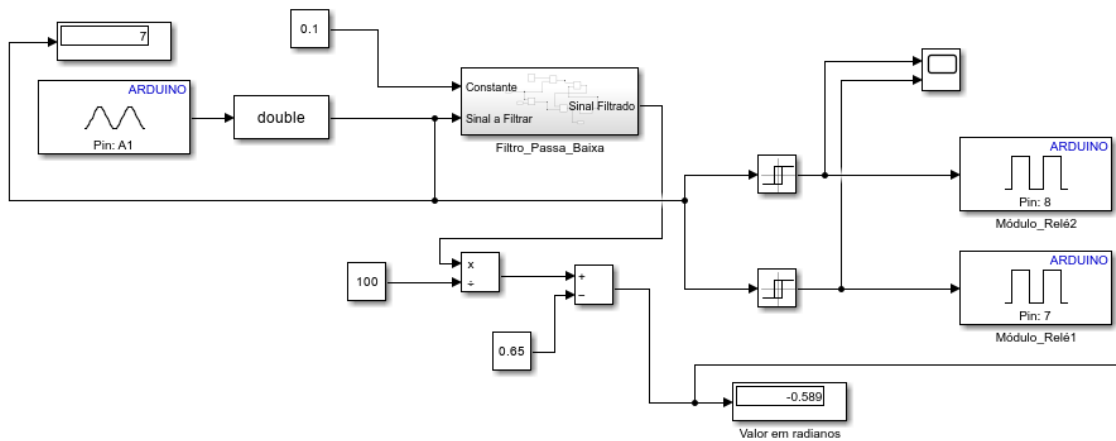 7
0.1
ARDUINO
Pin: A1
double
Constante
Sinal a Filtrar
Sinal Filtrado
Filtro_Passa_Baixa
ARDUINO
Pin: 8
Módulo_Relé2
100
x
÷
+
−
0.65
ARDUINO
Pin: 7
Módulo_Relé1
-0.589
Valor em radianos